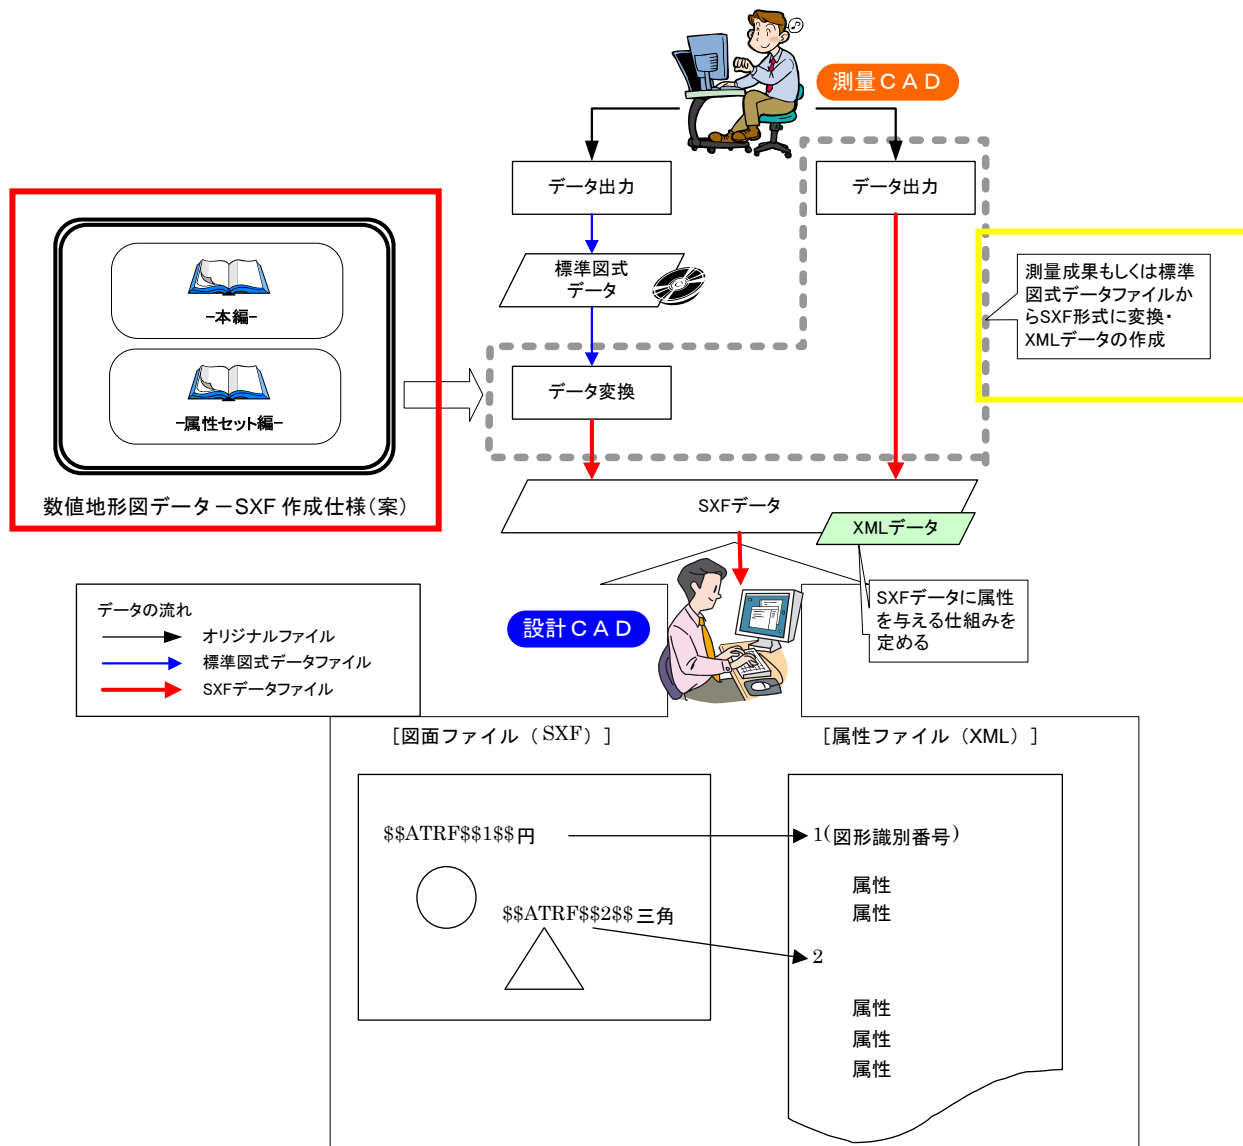 測量ＣＡＤ
データ出力
データ出力
標準図式
データ
測量成果もしくは標準
図式データファイルか
らSXF形式に変換・
XMLデータの作成
-本編-
-属性セット編-
データ変換
数値地形図データ－SXF 作成仕様(案)
SXFデータ
XMLデータ
SXFデータに属性
を与える仕組みを
定める
設計ＣＡＤ
データの流れ
オリジナルファイル
標準図式データファイル
SXFデータファイル
[図面ファイル（SXF）]
[属性ファイル（XML）]
$$ATRF$$1$$円
1(図形識別番号)
属性
属性
$$ATRF$$2$$三角
2
属性
属性
属性